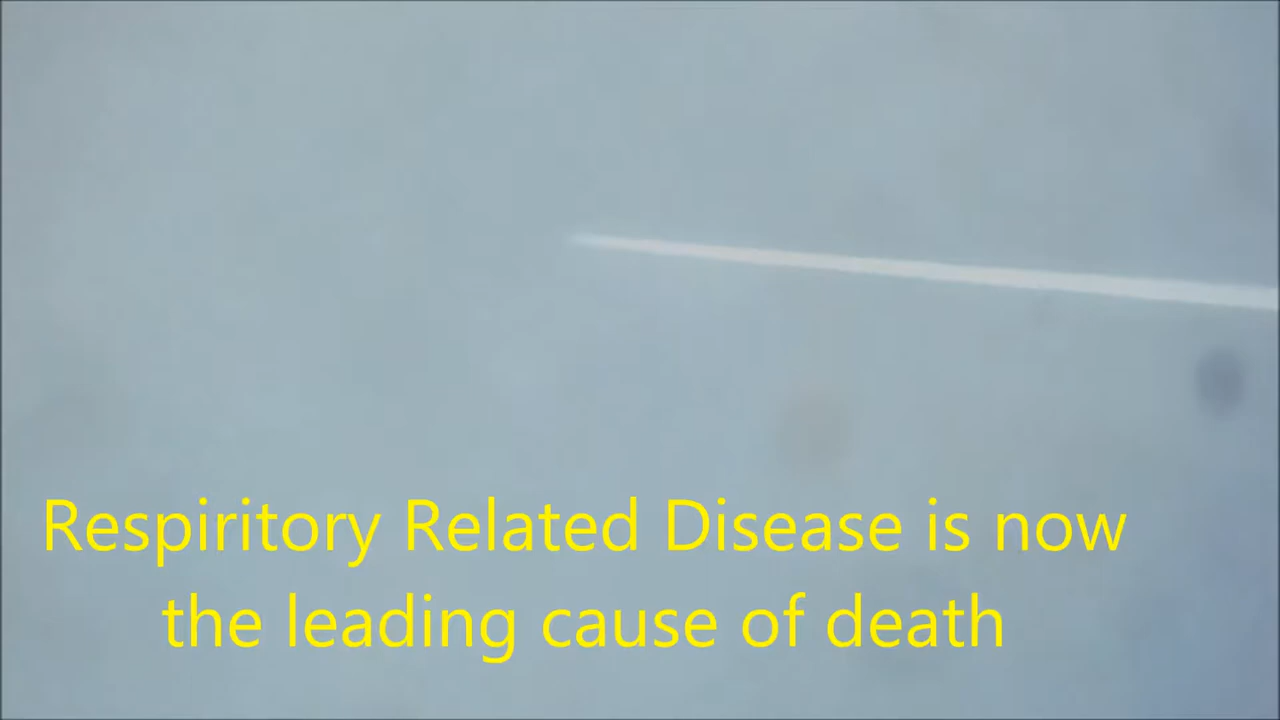 Respiritory Related Disease is now
the leading cause of death